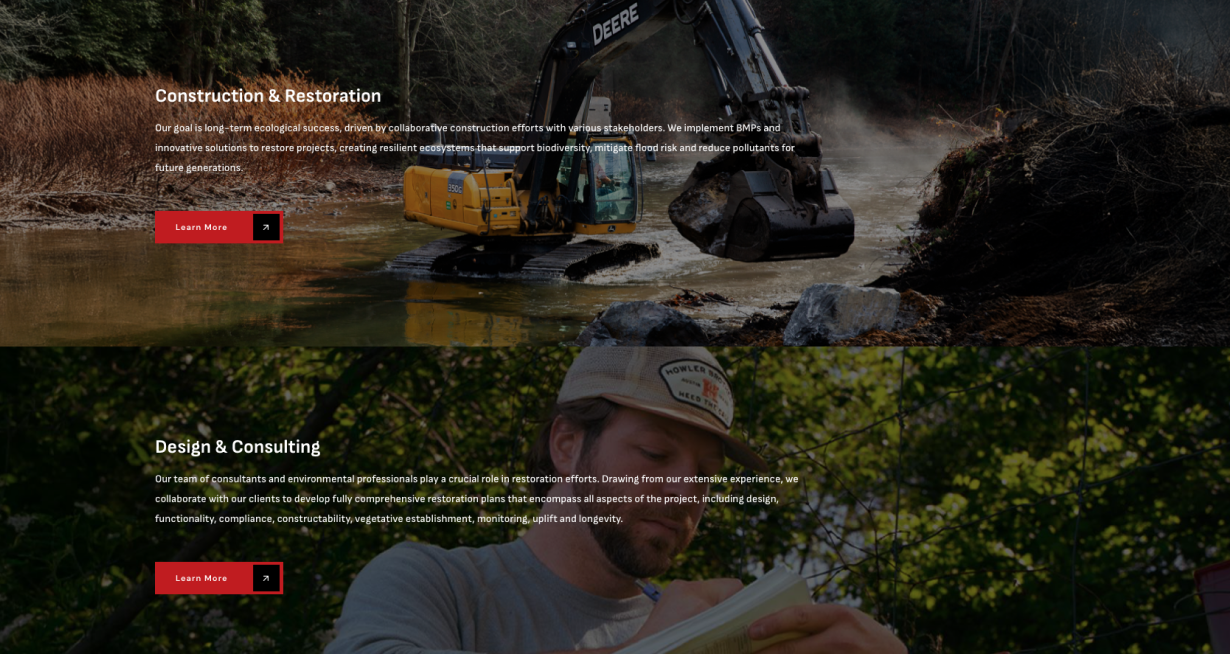 DEERE
Construction & Restoration
Our goal is long-term ecological success, driven by collaborative construction efforts with various stakeholders. We implement BMPs and
innovative solutions to restore projects, creating resilient ecosystems that support biodiversity, mitigate flood risk and reduce pollutants for
future generations.
350G
Learn More
HOWLER BROS
AUSTIN
Design & Consulting
Our team of consultants and environmental professionals play a crucial role in restoration efforts. Drawing from our extensive experience, we
collaborate with our clients to develop fully comprehensive restoration plans that encompass all aspects of the project, including design,
functionality, compliance, constructability, vegetative establishment, monitoring, uplift and longevity.
Learn More